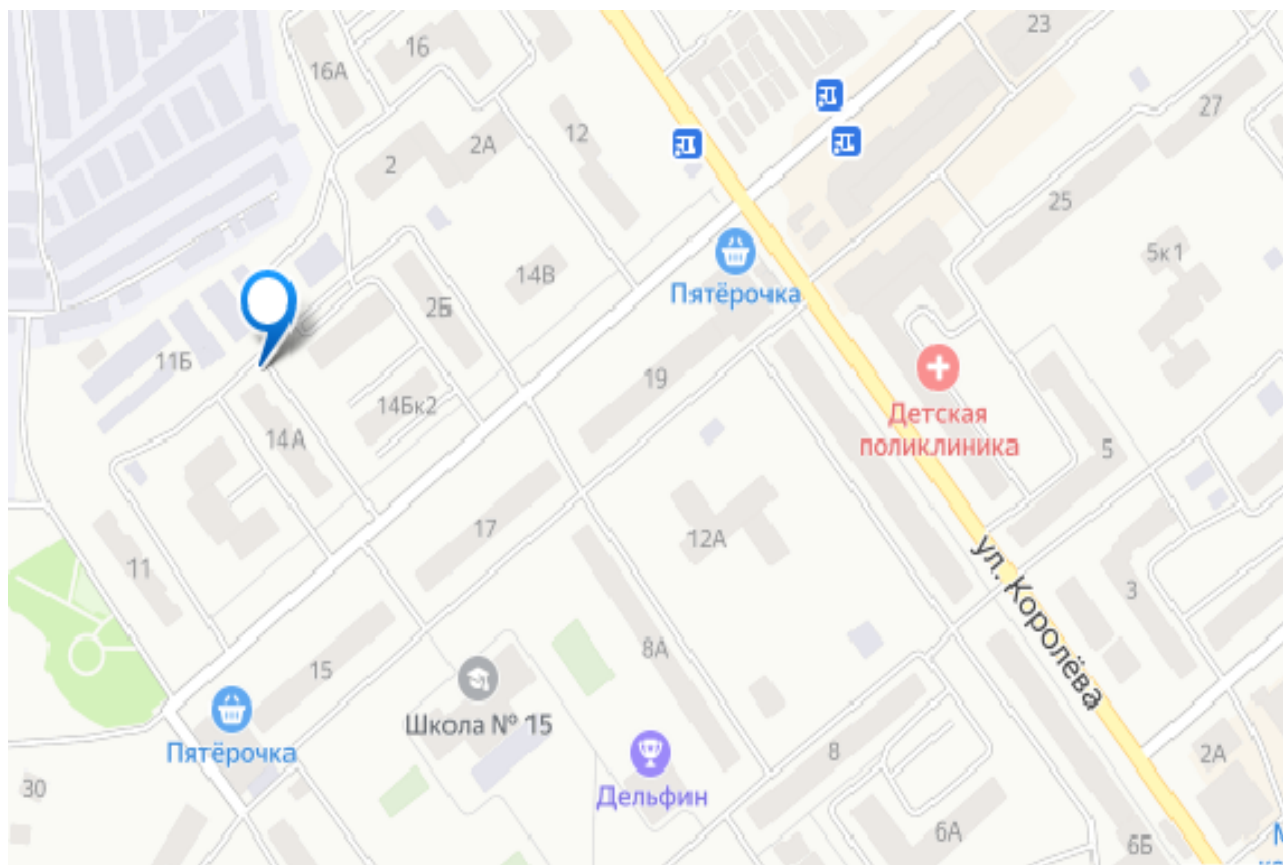 23
16
16А
27
12
2А
2
25
5к1
14В
2Б
Пятёрочка
11Б
19
14Бк2
Детская
поликлиника
14А
5
17
12А
ул. Королёва
11
3
8А
15
Школа № 15
Пятёрочка
8
2А
30
Дельфин
6А
6Б